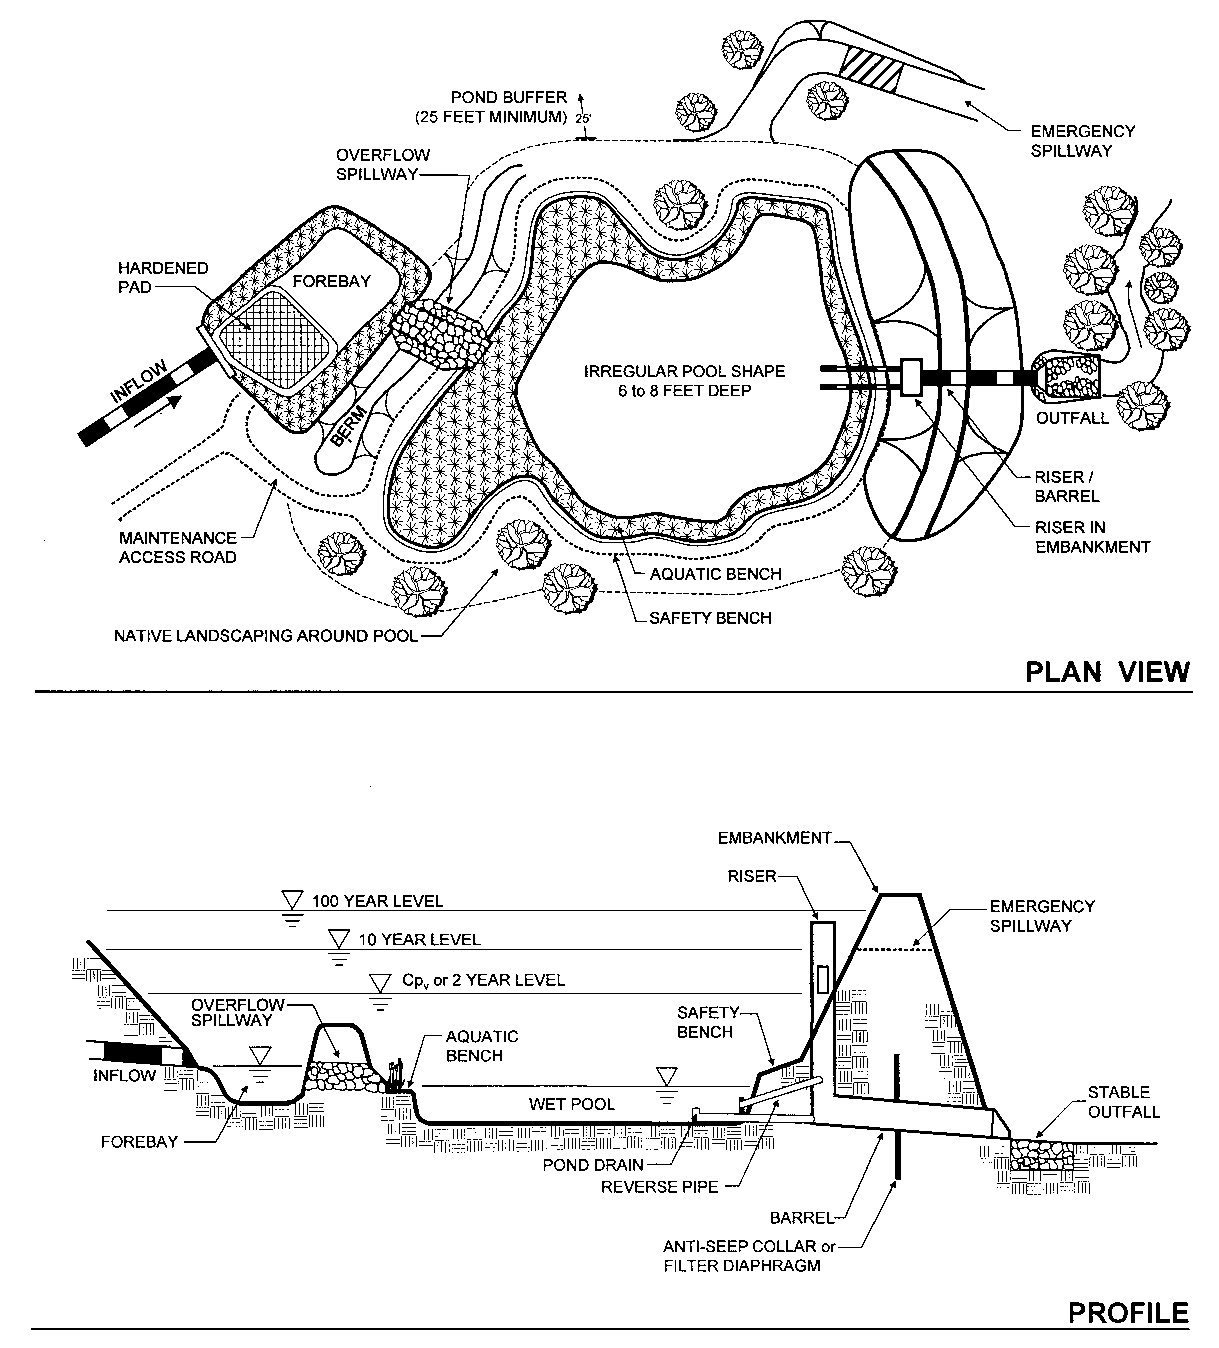 POND BUFFER
(25 FEET MINIMUM)
25'
OVERFLOW
SPILLWAY
EMERGENCY
SPILLWAY
HARDENED
PAD
FOREBAY
INFLOW
BERM
IRREGULAR POOL SHAPE
6 to 8 FEET DEEP
OUTFALL
RISER /
BARREL
RISER IN
EMBANKMENT
MAINTENANCE
ACCESS ROAD
AQUATIC BENCH
SAFETY BENCH
NATIVE LANDSCAPING AROUND POOL
PLAN VIEW
EMBANKMENT
RISER
100 YEAR LEVEL
EMERGENCY
SPILLWAY
10 YEAR LEVEL
Cpv or 2 YEAR LEVEL
OVERFLOW
SPILLWAY
SAFETY
BENCH
AQUATIC
BENCH
INFLOW
WET POOL
STABLE
OUTFALL
FOREBAY
POND DRAIN
REVERSE PIPE
BARREL
ANTI-SEEP COLLAR or
FILTER DIAPHRAGM
PROFILE